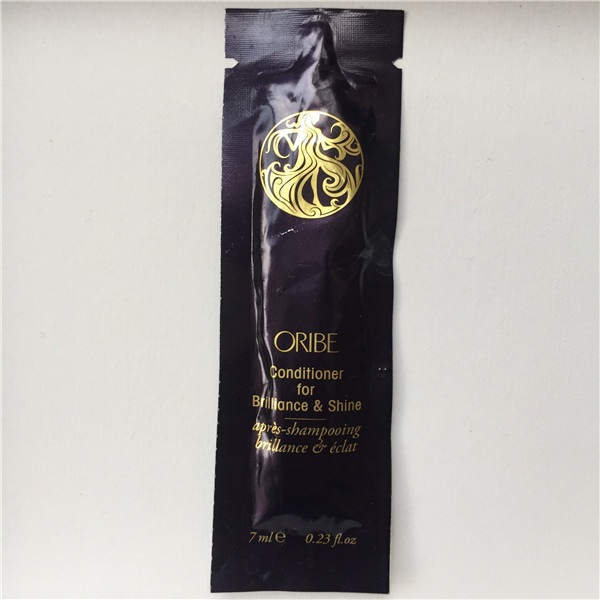 ORIBE
Conditioner
for
Brilliance & Shine
après-shampooing
brillance & éclat
7 ml ℮ 0.23 fl.oz